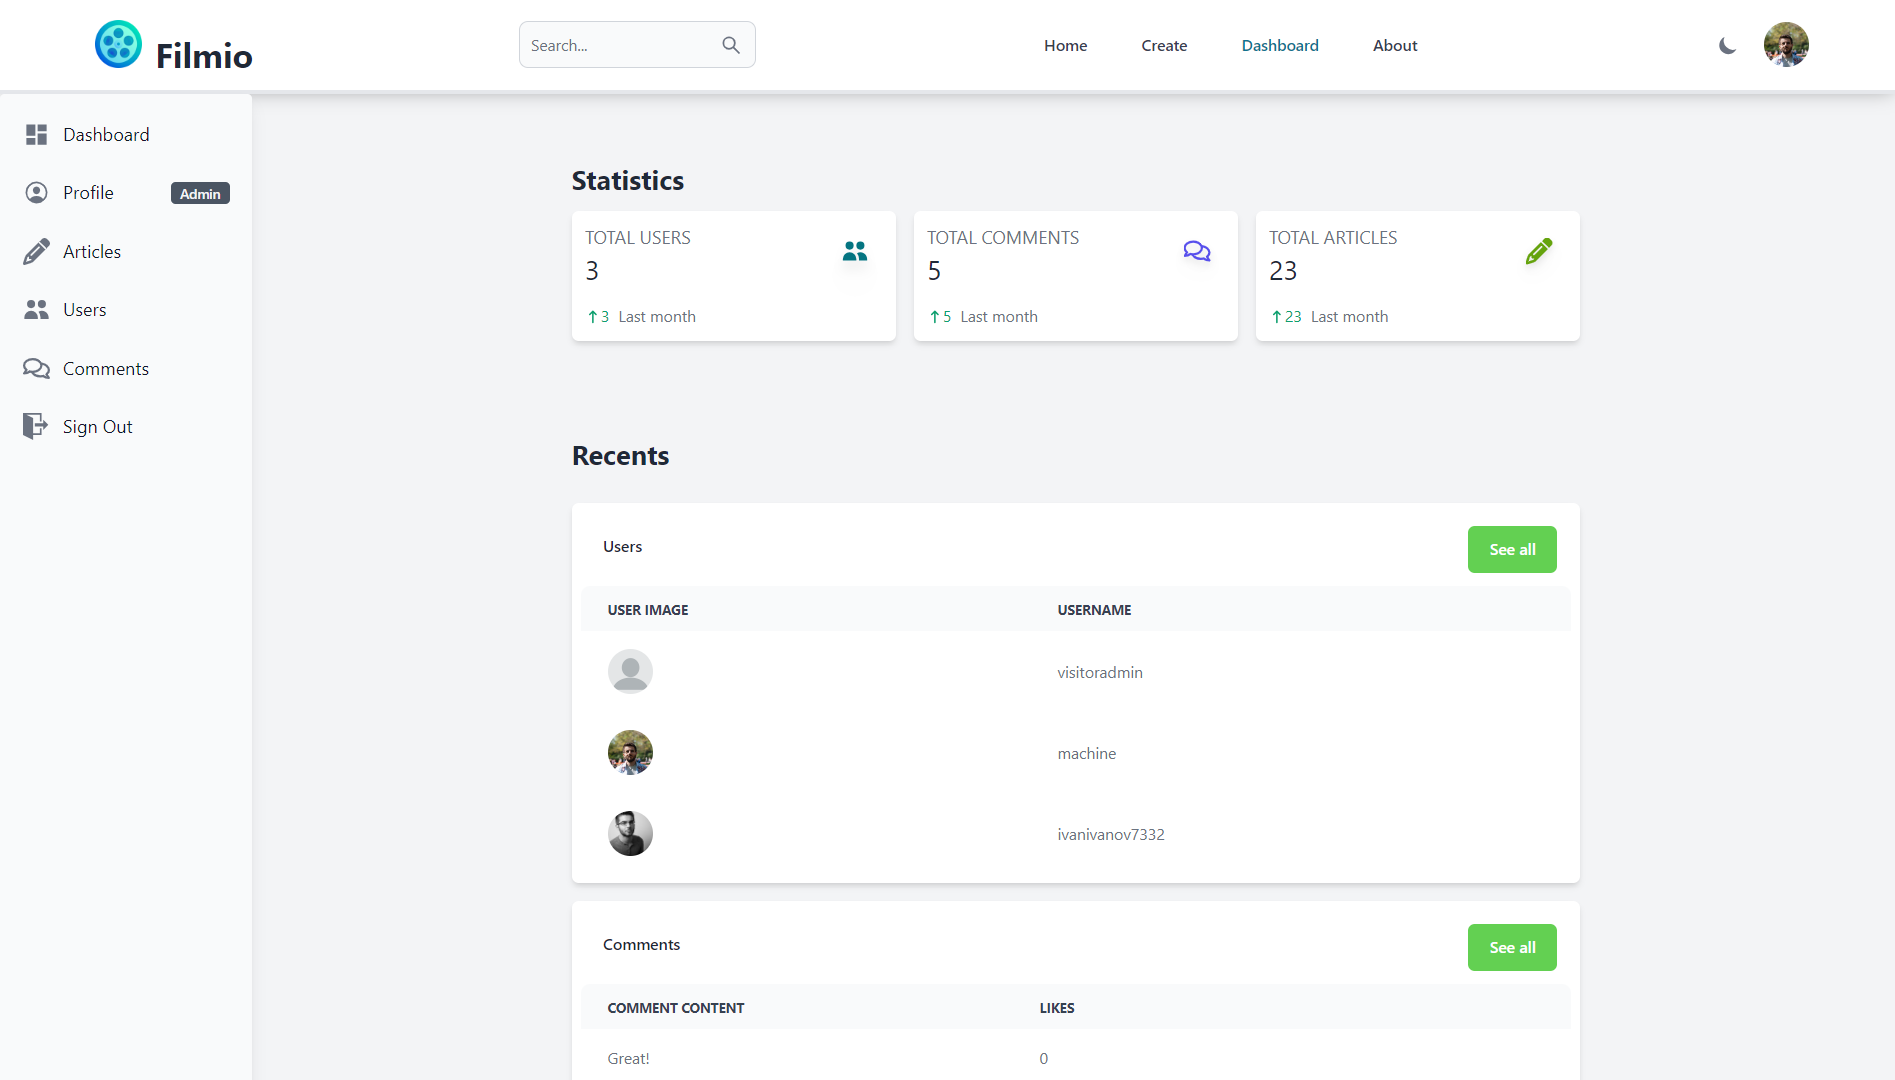 Filmio
Search...
Home
Create
Dashboard
About
Dashboard
Profile
Admin
Articles
Users
Comments
Sign Out
Statistics
TOTAL USERS
3
3 Last month
TOTAL COMMENTS
5
5 Last month
TOTAL ARTICLES
23
23 Last month
Recents
Users
See all
USER IMAGE
USERNAME
visitoradmin
machine
ivanivanov7332
Comments
See all
COMMENT CONTENT
LIKES
Great!
0